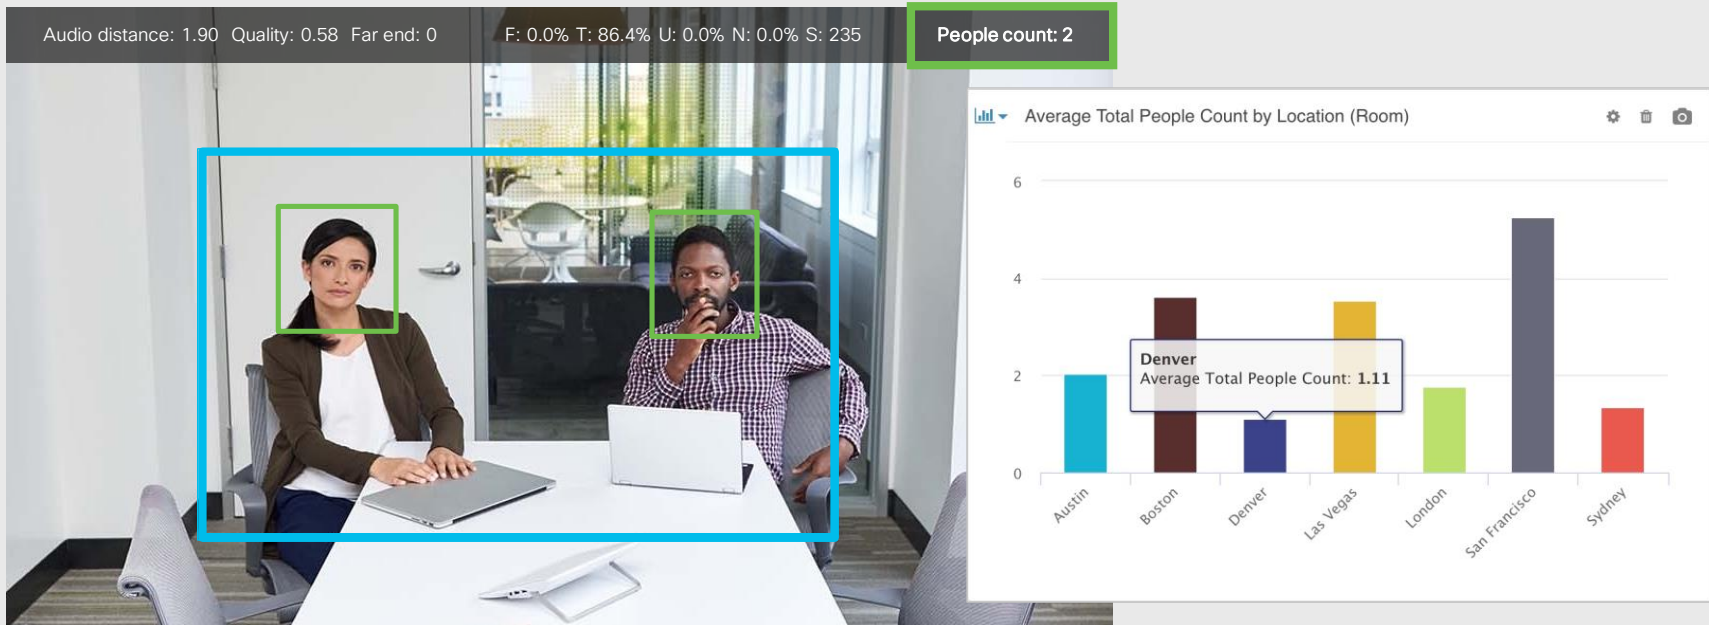 Audio distance: 1.90 Quality: 0.58 Far end: 0 F: 0.0% T: 86.4% U: 0.0% N: 0.0% S: 235 People count: 2
Average Total People Count by Location (Room)
6
4
2
0
Denver
Average Total People Count: 1.11
Austin
Boston
Denver
Las Vegas
London
San Francisco
Sydney